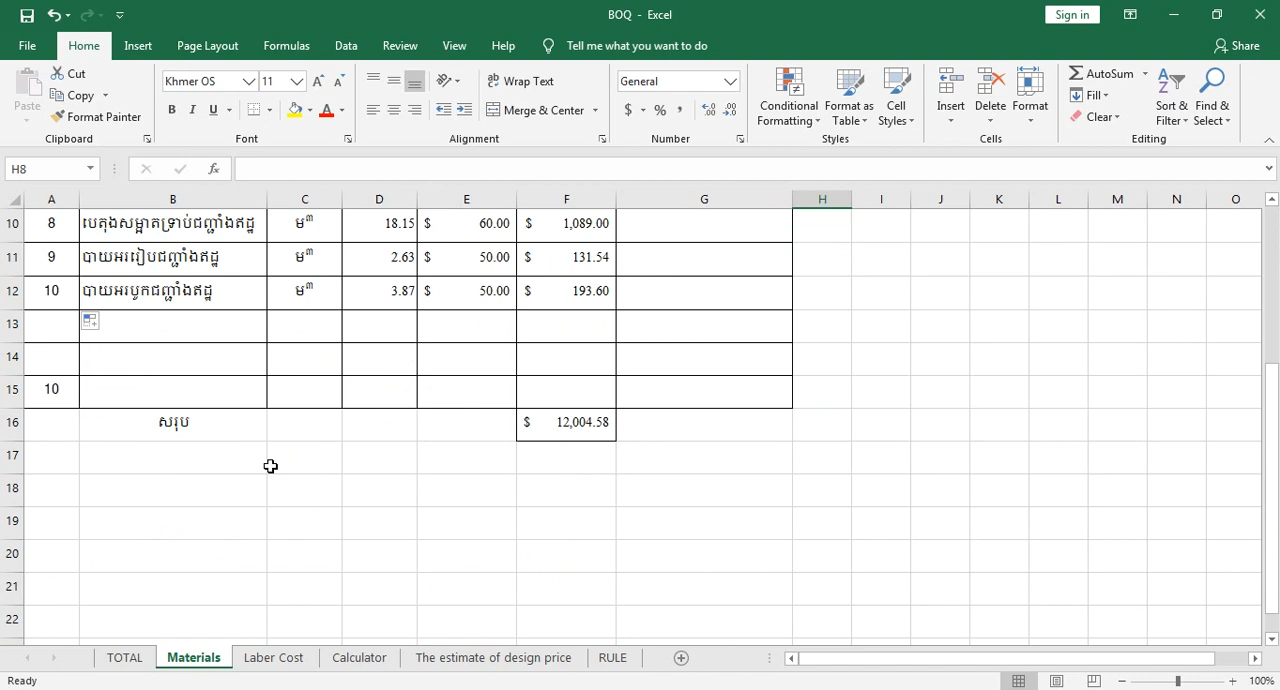 BOQ - Excel
Sign in
File Home Insert Page Layout Formulas Data Review View Help Tell me what you want to do Share
Paste Cut Copy Format Painter Clipboard
Khmer OS 11 B I U Font
Wrap Text Merge & Center Alignment
General $ % , Number
Conditional Formatting Format as Table Cell Styles Styles
Insert Delete Format Cells
AutoSum Fill Clear Sort & Filter Find & Select Editing
H8 fx
A B C D E F G H I J K L M N O
10 8 បេតុងសម្អាតទ្រាប់ជញ្ជាំងឥដ្ឋ ម៣ 18.15 $ 60.00 $ 1,089.00
11 9 បាយអររៀបជញ្ជាំងឥដ្ឋ ម៣ 2.63 $ 50.00 $ 131.54
12 10 បាយអរបូកជញ្ជាំងឥដ្ឋ ម៣ 3.87 $ 50.00 $ 193.60
13
14
15 10
16 សរុប $ 12,004.58
17
18
19
20
21
22
TOTAL Materials Laber Cost Calculator The estimate of design price RULE
Ready 100%